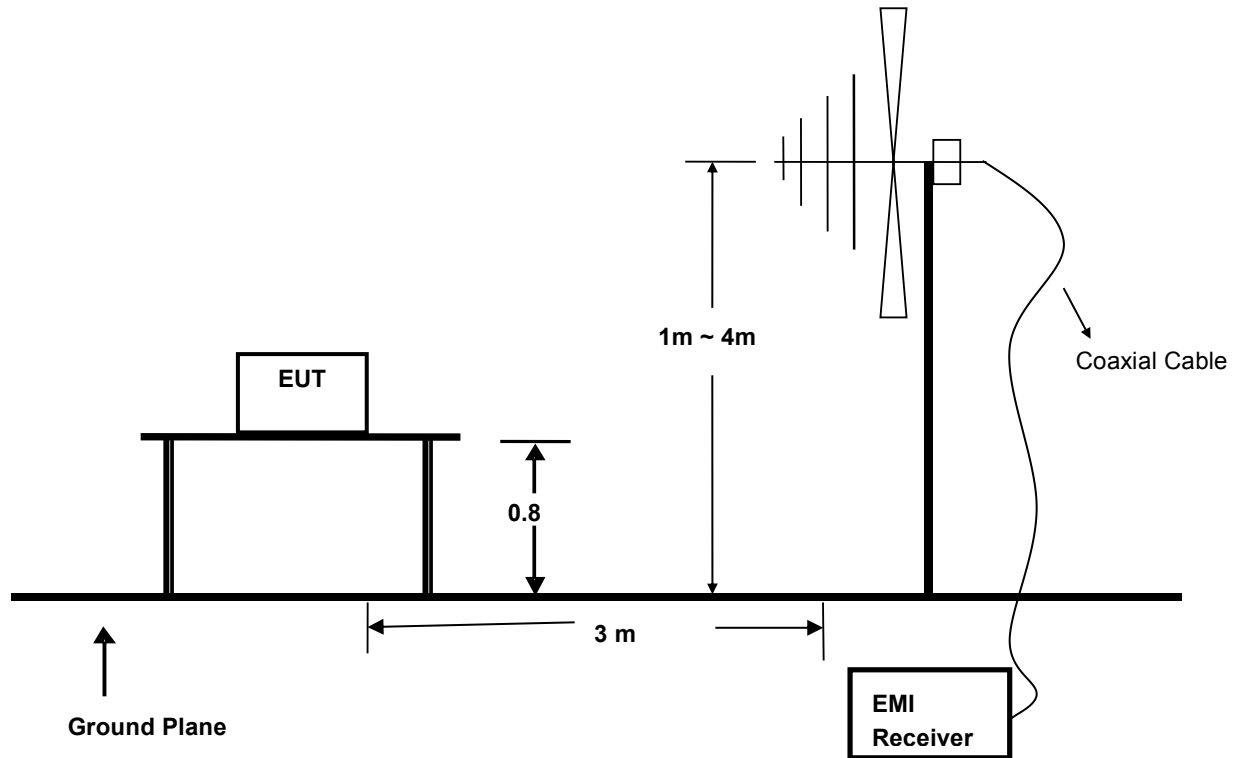 1m ~ 4m
Coaxial Cable
EUT
0.8
3 m
Ground Plane
EMI
Receiver